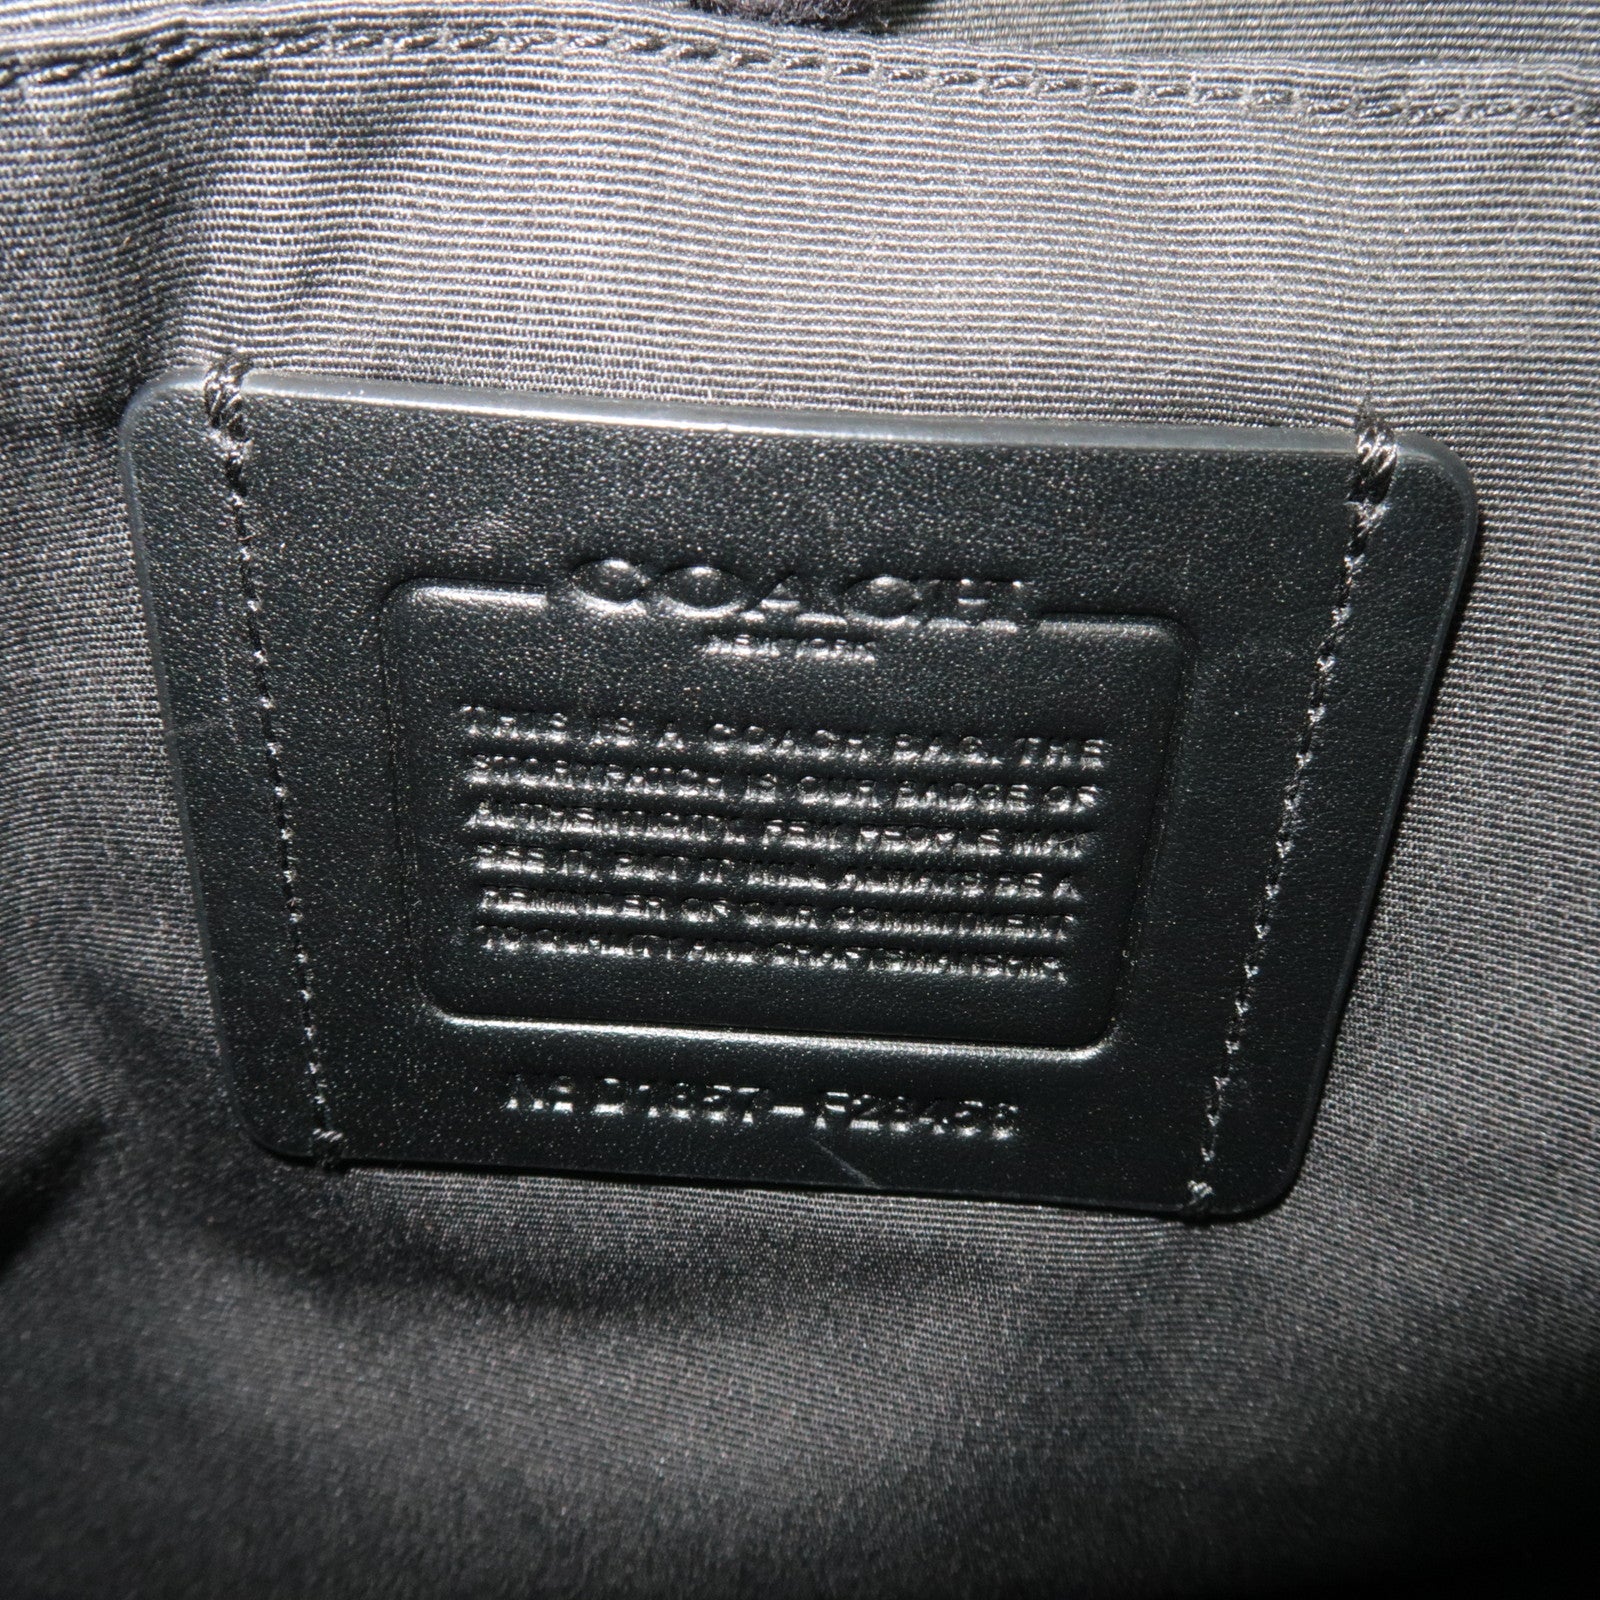 COACH
NEW YORK
THIS IS A COACH BAG. THE
STORYPATCH IS OUR BADGE OF
AUTHENTICITY. FEW PEOPLE MAY
SEE IT, BUT IT WILL ALWAYS BE A
REMINDER OF OUR COMMITMENT
TO QUALITY AND CRAFTSMANSHIP.